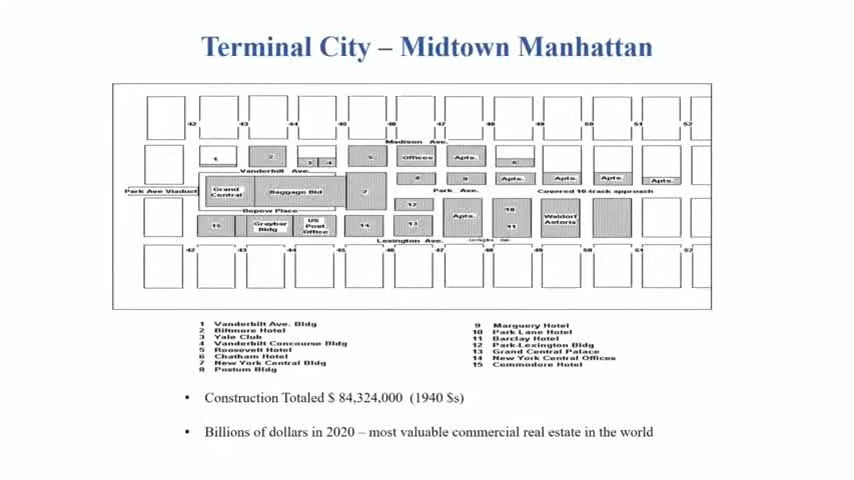 Terminal City – Midtown Manhattan
42 43 44 45 46 47 48 49 50 51 52
Madison Ave.
1 2 3 4 5 Offices Apts. 6
Vanderbilt Ave.
8 9 Apts. Apts. Apts. Apts.
Park Ave Viaduct Grand Central Baggage Bld 7 Park Ave. Covered 10-track approach
Depew Place
12 Apts. 10 Waldorf Astoria
15 Graybar Bldg US Post Office 14 13 11
Lexington Ave. Lexington Ave.
42 43 44 45 46 47 48 49 50 51 52
1 Vanderbilt Ave. Bldg
2 Biltmore Hotel
3 Yale Club
4 Vanderbilt Concourse Bldg
5 Roosevelt Hotel
6 Chatham Hotel
7 New York Central Bldg
8 Postum Bldg
9 Marguery Hotel
10 Park Lane Hotel
11 Barclay Hotel
12 Park-Lexington Bldg
13 Grand Central Palace
14 New York Central Offices
15 Commodore Hotel
• Construction Totaled $ 84,324,000 (1940 $s)
• Billions of dollars in 2020 – most valuable commercial real estate in the world